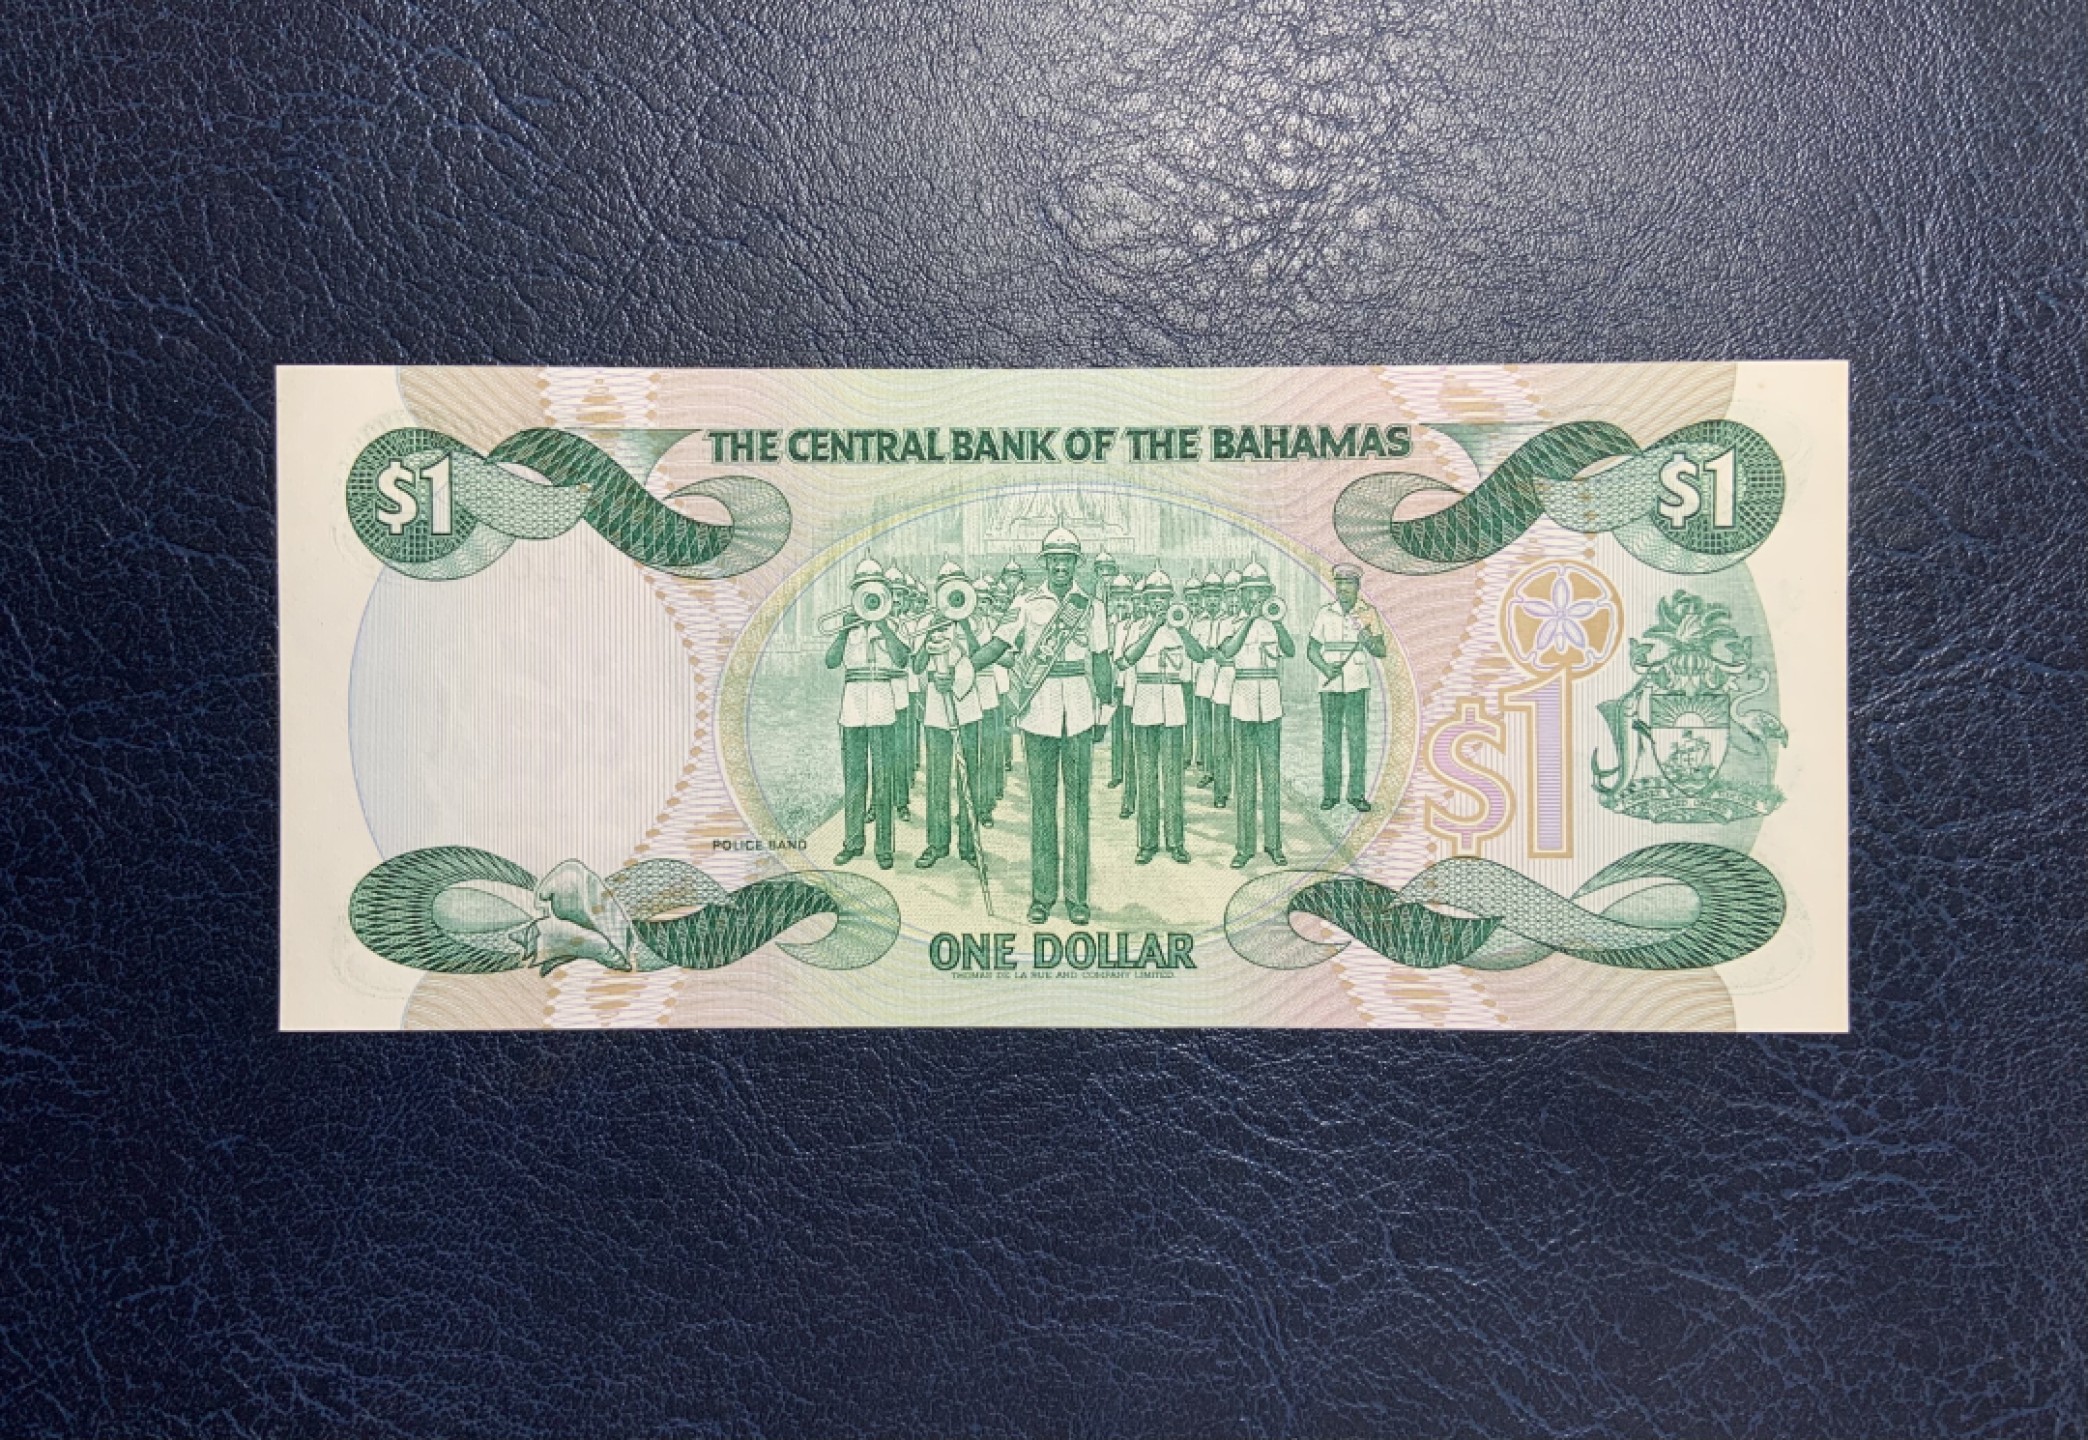 THE CENTRAL BANK OF THE BAHAMAS
$1
$1
$1
POLICE BAND
ONE DOLLAR
THOMAS DE LA RUE AND COMPANY LIMITED.